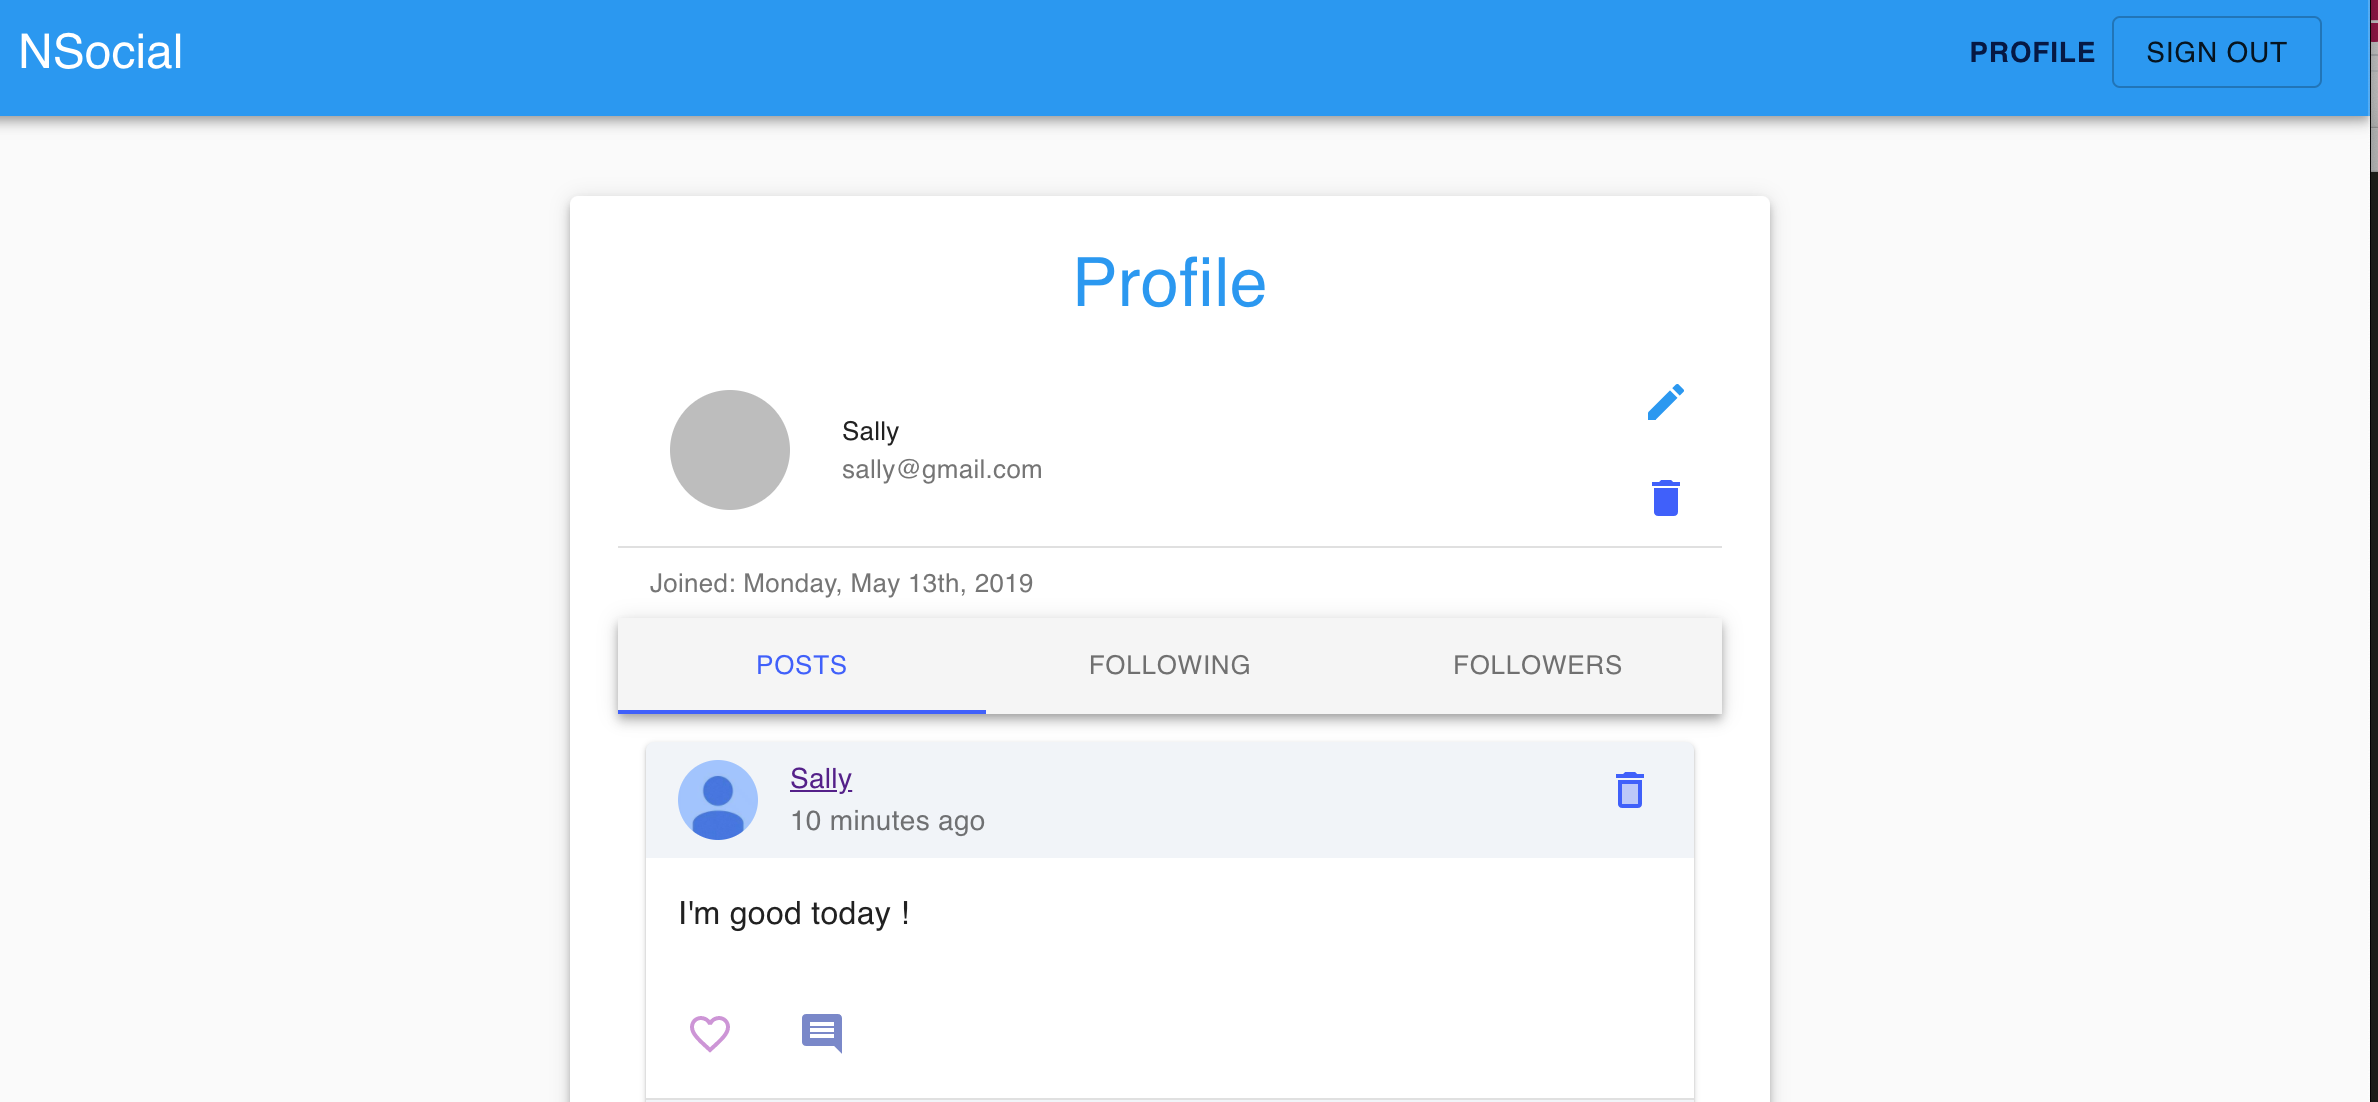 NSocial
PROFILE SIGN OUT
Profile
Sally
sally@gmail.com
Joined: Monday, May 13th, 2019
POSTS FOLLOWING FOLLOWERS
Sally
10 minutes ago
I'm good today !